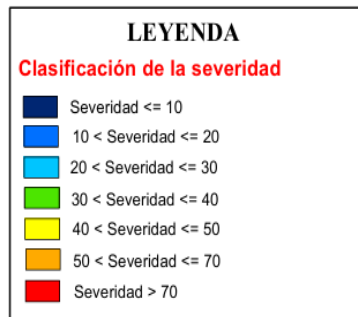 LEYENDA
Clasificación de la severidad
Severidad <= 10
10 < Severidad <= 20
20 < Severidad <= 30
30 < Severidad <= 40
40 < Severidad <= 50
50 < Severidad <= 70
Severidad > 70